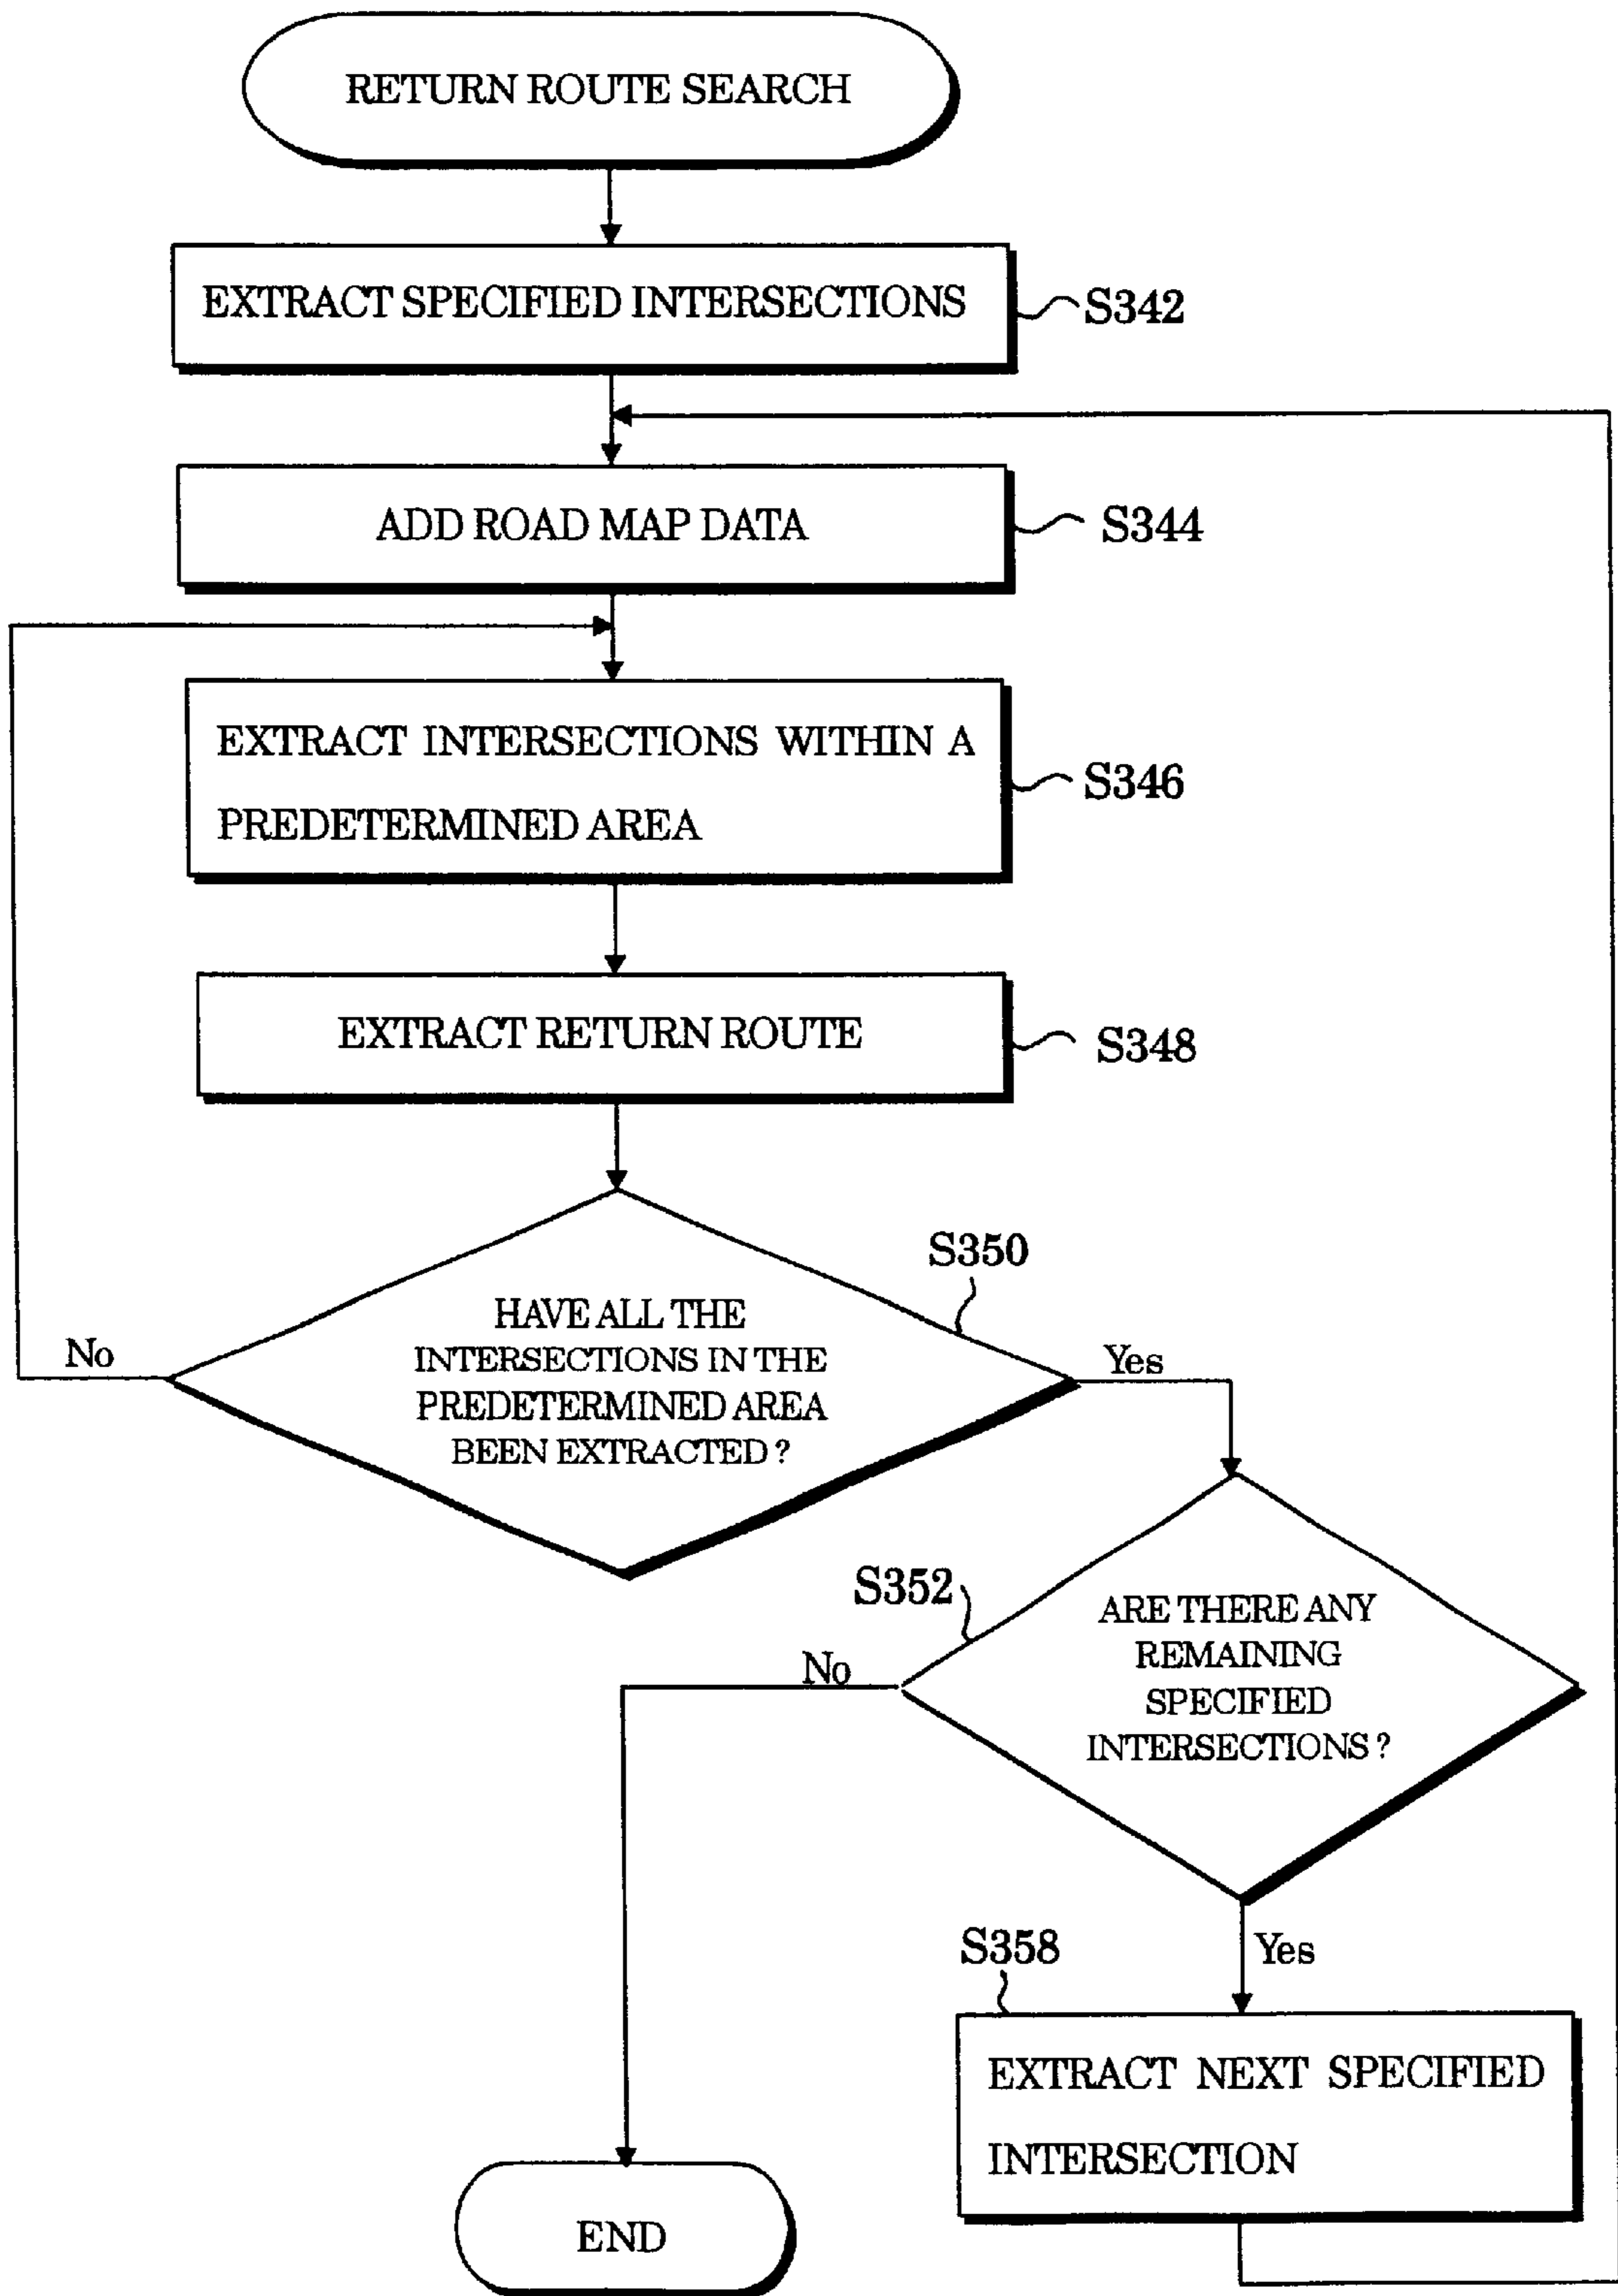 RETURN ROUTE SEARCH
EXTRACT SPECIFIED INTERSECTIONS
S342
ADD ROAD MAP DATA
S344
EXTRACT INTERSECTIONS WITHIN A
PREDETERMINED AREA
S346
EXTRACT RETURN ROUTE
S348
S350
HAVE ALL THE
INTERSECTIONS IN THE
PREDETERMINED AREA
BEEN EXTRACTED ?
No
Yes
S352
ARE THERE ANY
REMAINING
SPECIFIED
INTERSECTIONS ?
No
Yes
S358
EXTRACT NEXT SPECIFIED
INTERSECTION
END